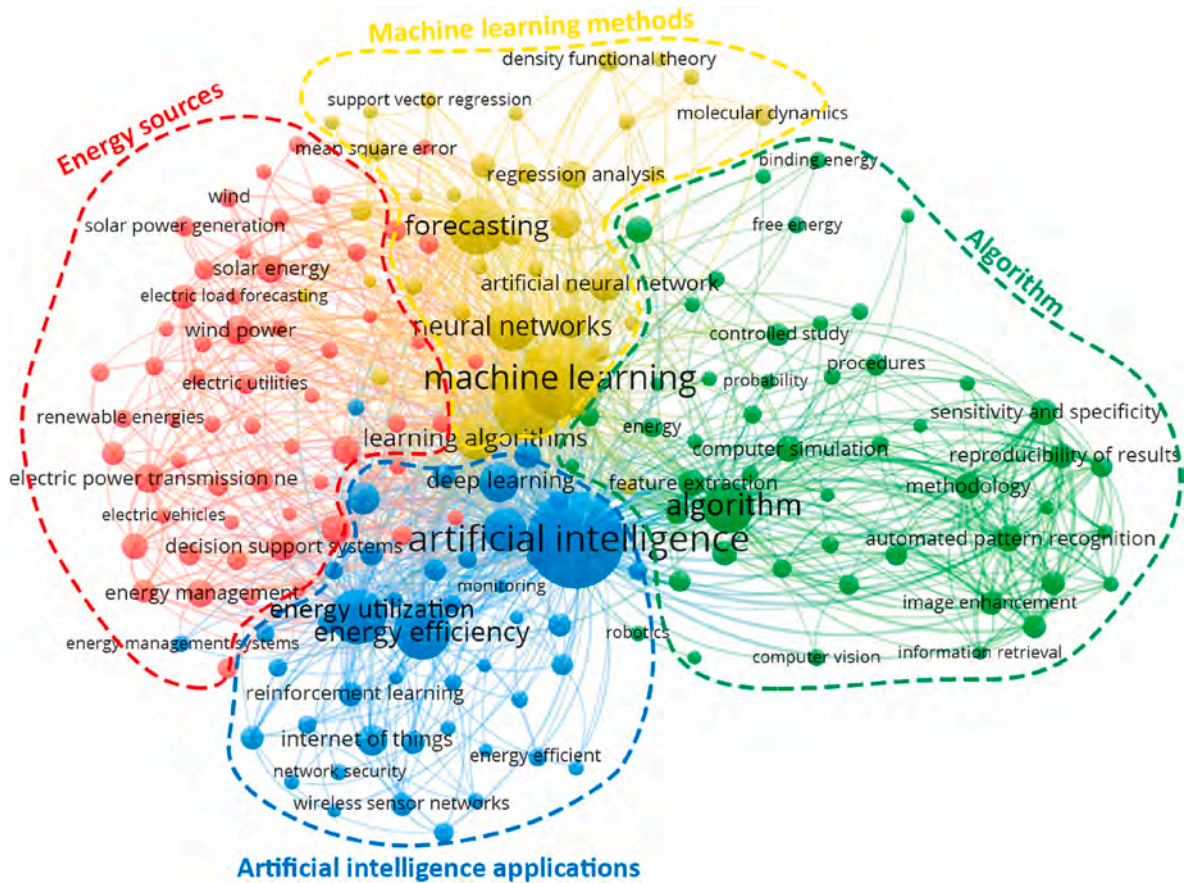 Machine learning methods
density functional theory
support vector regression
molecular dynamics
Energy sources
mean square error
binding energy
regression analysis
wind
solar power generation
forecasting
free energy
Algorithm
solar energy
artificial neural network
electric load forecasting
wind power
neural networks
controlled study
procedures
machine learning
electric utilities
probability
renewable energies
sensitivity and specificity
energy
learning algorithms
computer simulation
reproducibility of results
electric power transmission ne
deep learning
feature extraction
methodology
algorithm
electric vehicles
artificial intelligence
automated pattern recognition
decision support systems
monitoring
energy management
image enhancement
energy utilization
energy efficiency
robotics
energy management systems
information retrieval
computer vision
reinforcement learning
internet of things
energy efficient
network security
wireless sensor networks
Artificial intelligence applications